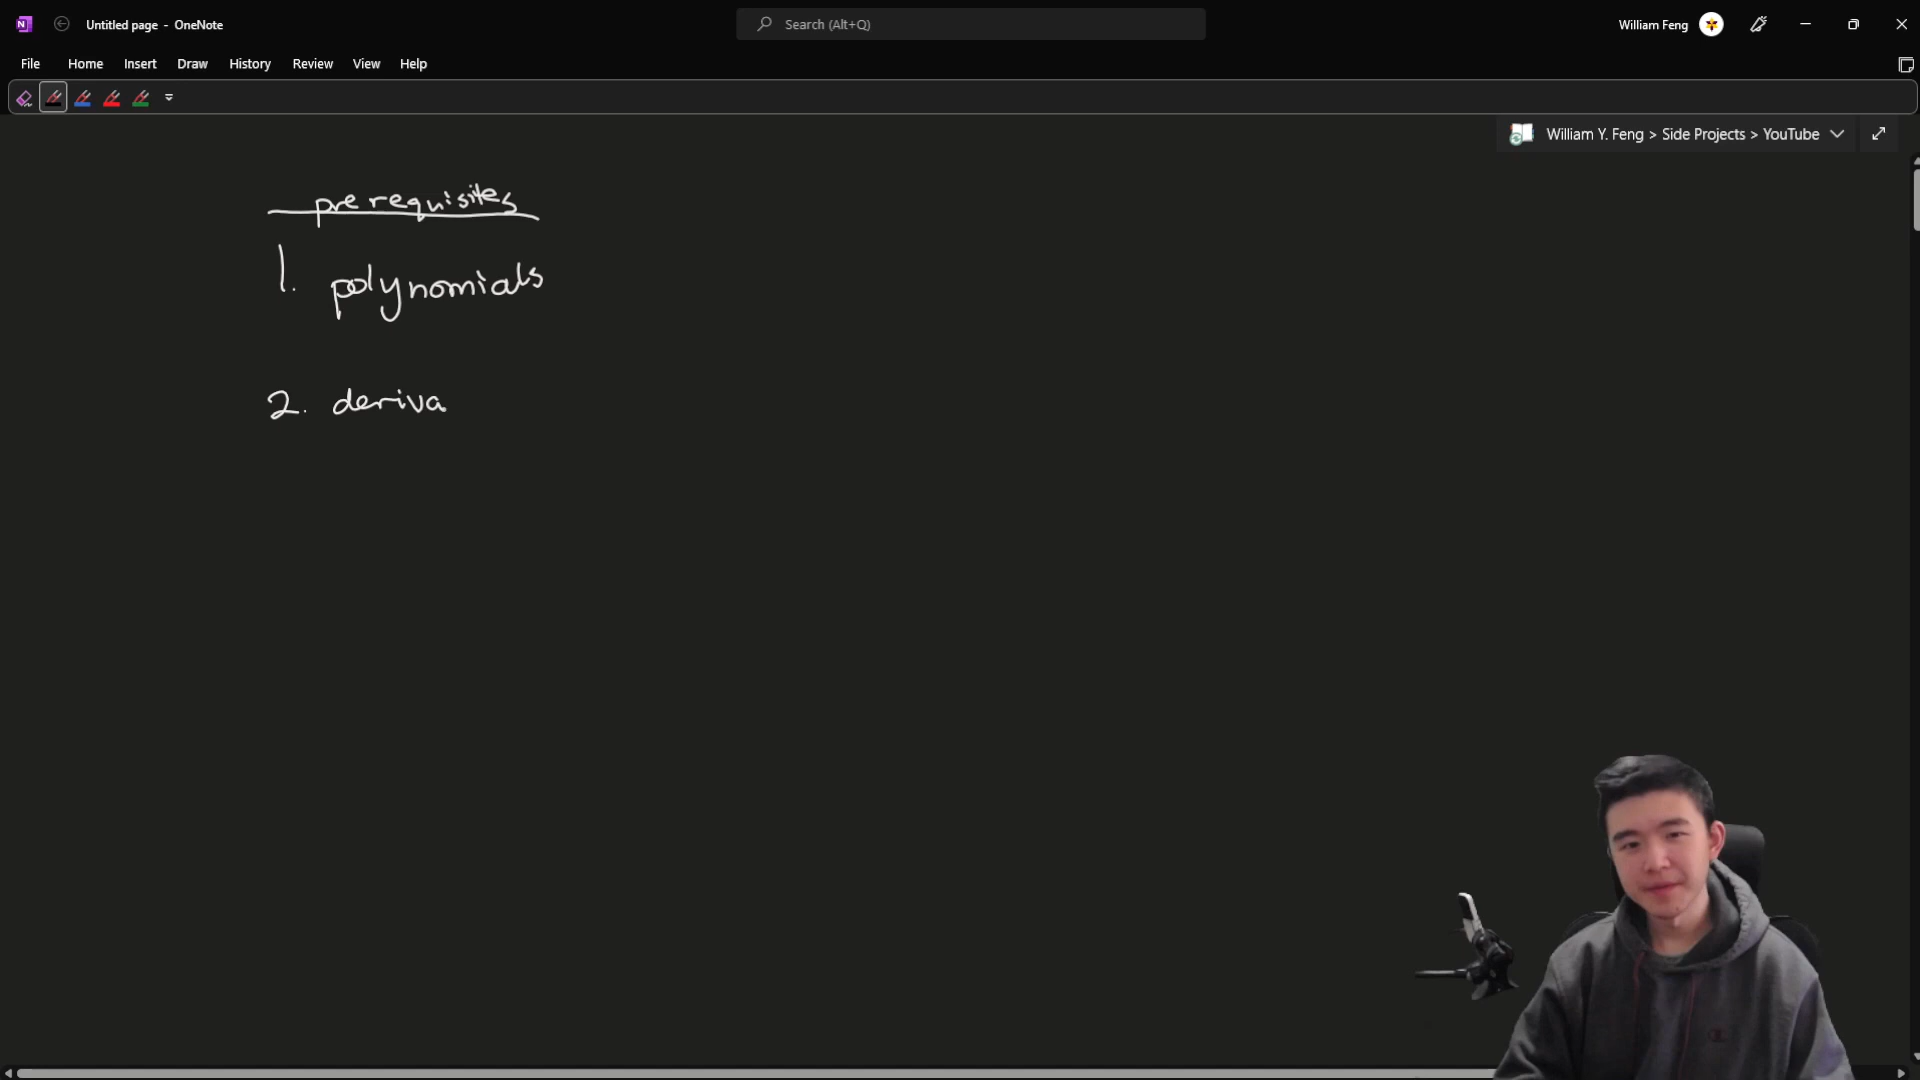 Untitled page - OneNote
Search (Alt+Q)
William Feng
File Home Insert Draw History Review View Help
William Y. Feng > Side Projects > YouTube
prerequisites
1. polynomials
2. deriva